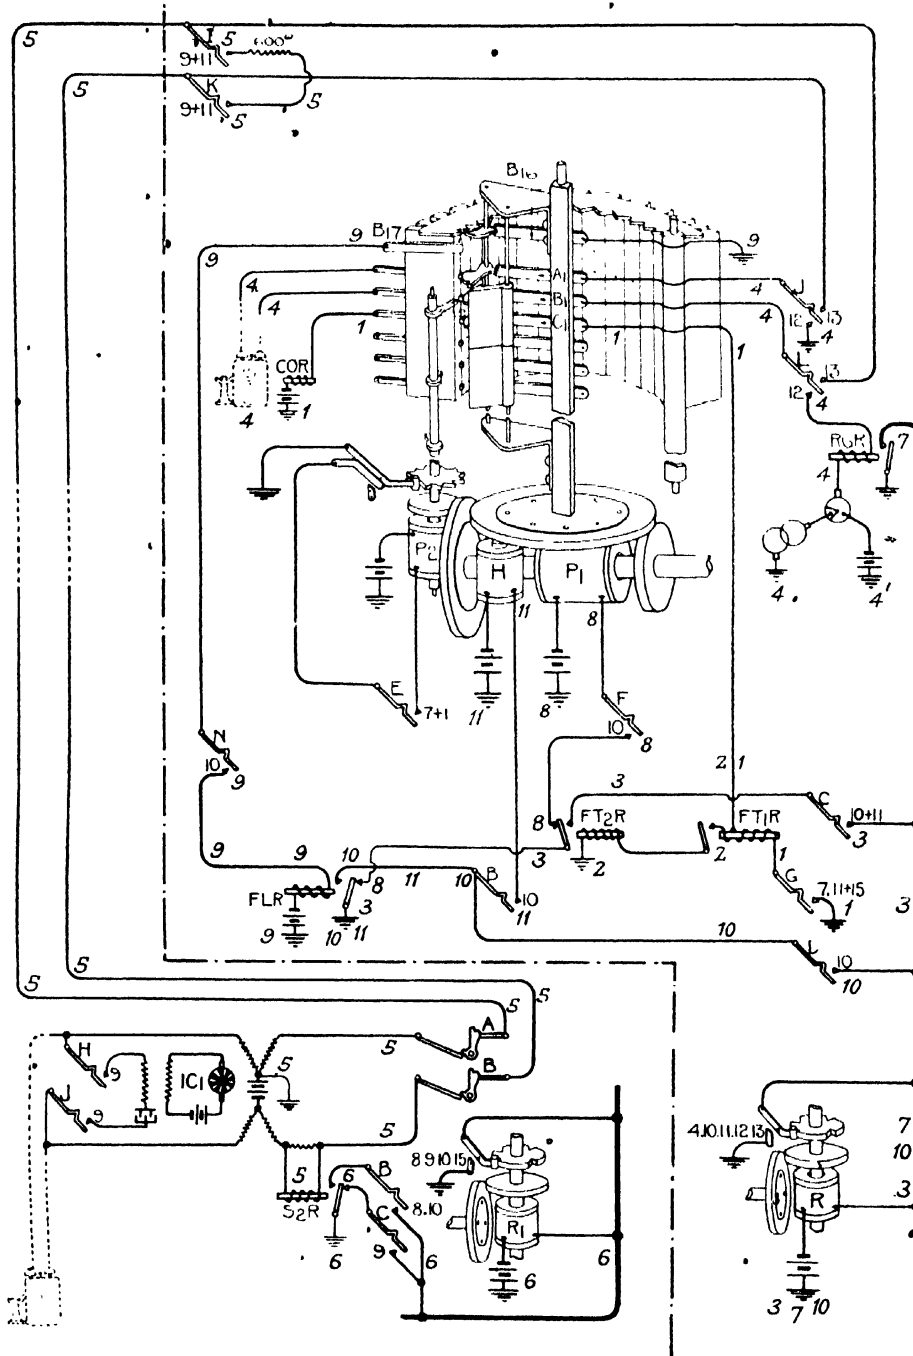 5 I 5 600ω
9+11
5 K 5
9+11 5
B16
9 B17 9
9
4 A1 4 J
4 B1 4 12 13
1 C1 1 4
1 L 13
COR 12 4
4 1 RGR 7
4
D
P2 H P1 4 4
11 8
E F
7+1 11 8 10 8
N
10 9 2 1
3 C
8 FT2R FT1R 10+11
3 2 2 1 3
9 9 10 8 11 10 B G
FLR 3 10 7.11+15
9 10 11 11 1 3
10 L 10
10
5 5 5 5
A
H 5 5
9 IC1 B
J
9 5 4.10.11.12.13 7
8.9.10.15 10
5 6 B
S2R 8.10 R 3
C R1
6 9 6 6 6
3 7 10